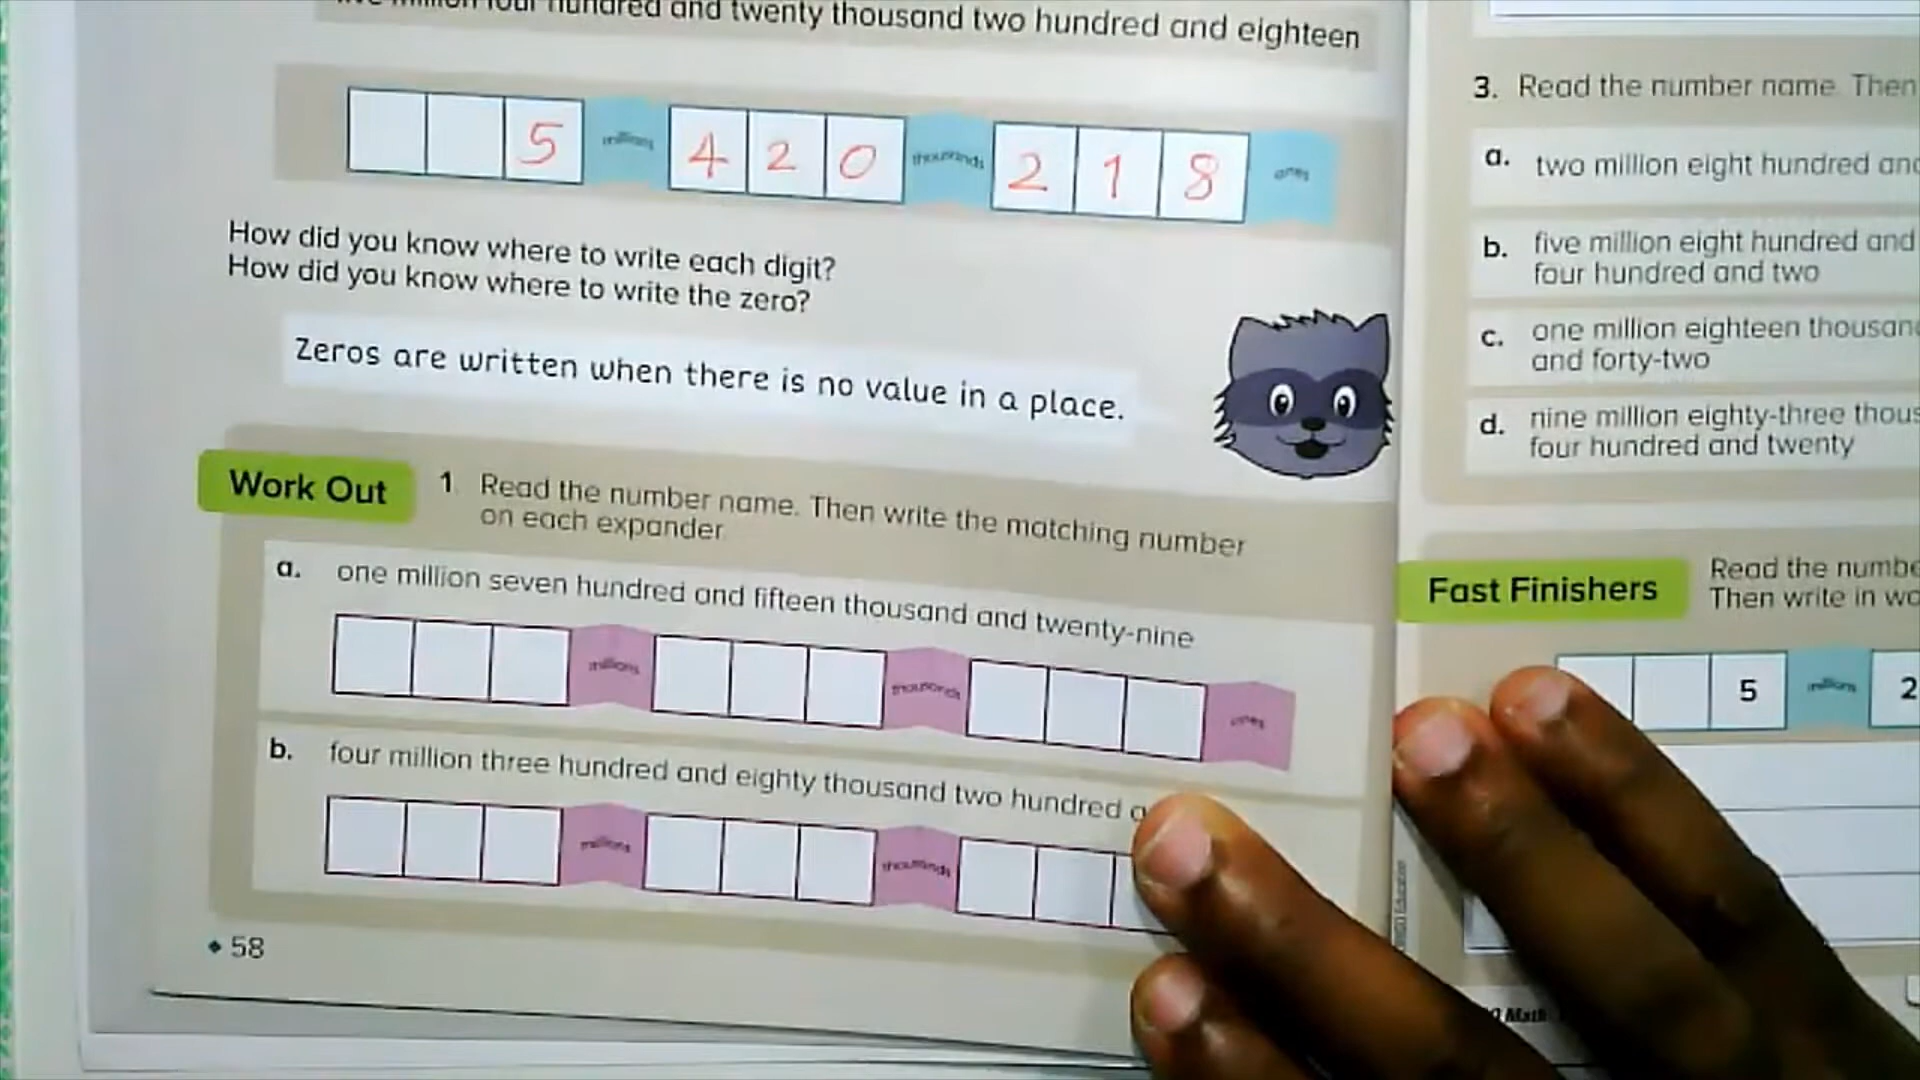 million four hundred and twenty thousand two hundred and eighteen
5 millions 4 2 0 thousands 2 1 8 ones
How did you know where to write each digit?
How did you know where to write the zero?
Zeros are written when there is no value in a place.
Work Out
1 Read the number name. Then write the matching number
on each expander.
a. one million seven hundred and fifteen thousand and twenty-nine
millions thousands ones
b. four million three hundred and eighty thousand two hundred
millions thousands
58
3. Read the number name. Then
a. two million eight hundred and
b. five million eight hundred and
four hundred and two
c. one million eighteen thousand
and forty-two
d. nine million eighty-three
four hundred and twenty
Fast Finishers
Read the
Then write in
5 millions 2
Education
Math